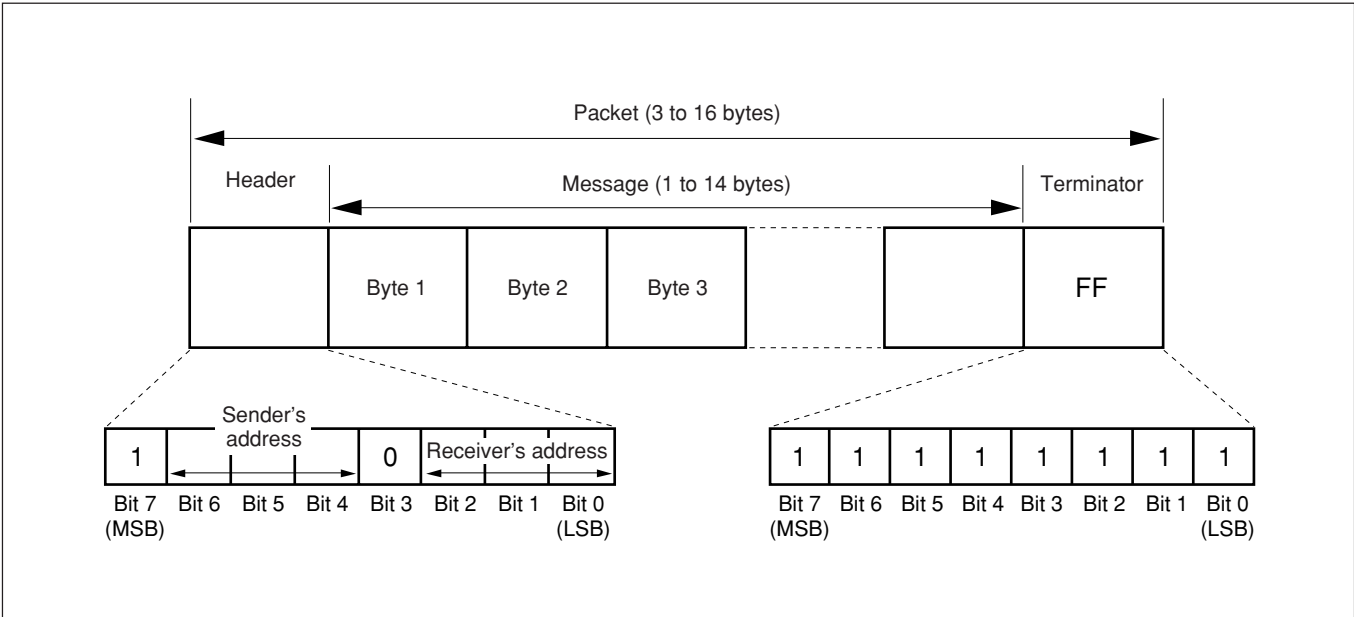 Packet (3 to 16 bytes)
Header
Message (1 to 14 bytes)
Terminator
Byte 1
Byte 2
Byte 3
FF
Sender's
address
Receiver's address
1
0
Bit 7
(MSB)
Bit 6
Bit 5
Bit 4
Bit 3
Bit 2
Bit 1
Bit 0
(LSB)
1 1 1 1 1 1 1 1
Bit 7
(MSB)
Bit 6
Bit 5
Bit 4
Bit 3
Bit 2
Bit 1
Bit 0
(LSB)